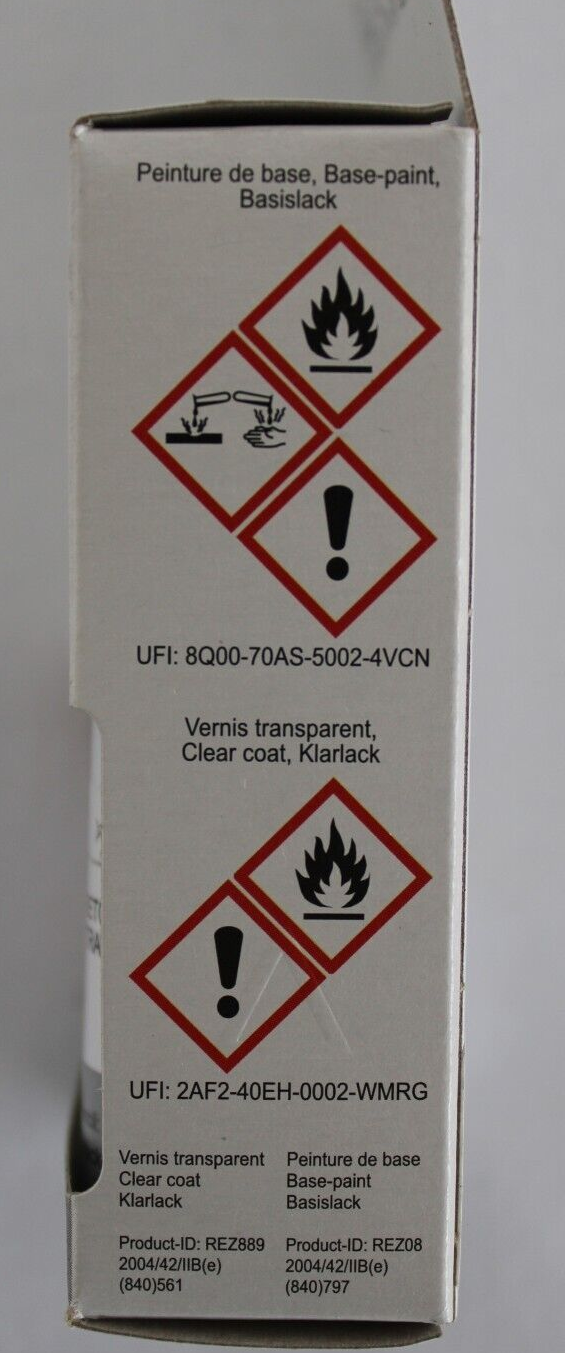 Peinture de base, Base-paint,
Basislack
UFI: 8Q00-70AS-5002-4VCN
Vernis transparent,
Clear coat, Klarlack
UFI: 2AF2-40EH-0002-WMRG
Vernis transparent
Clear coat
Klarlack
Product-ID: REZ889
2004/42/IIB(e)
(840)561
Peinture de base
Base-paint
Basislack
Product-ID: REZ08
2004/42/IIB(e)
(840)797